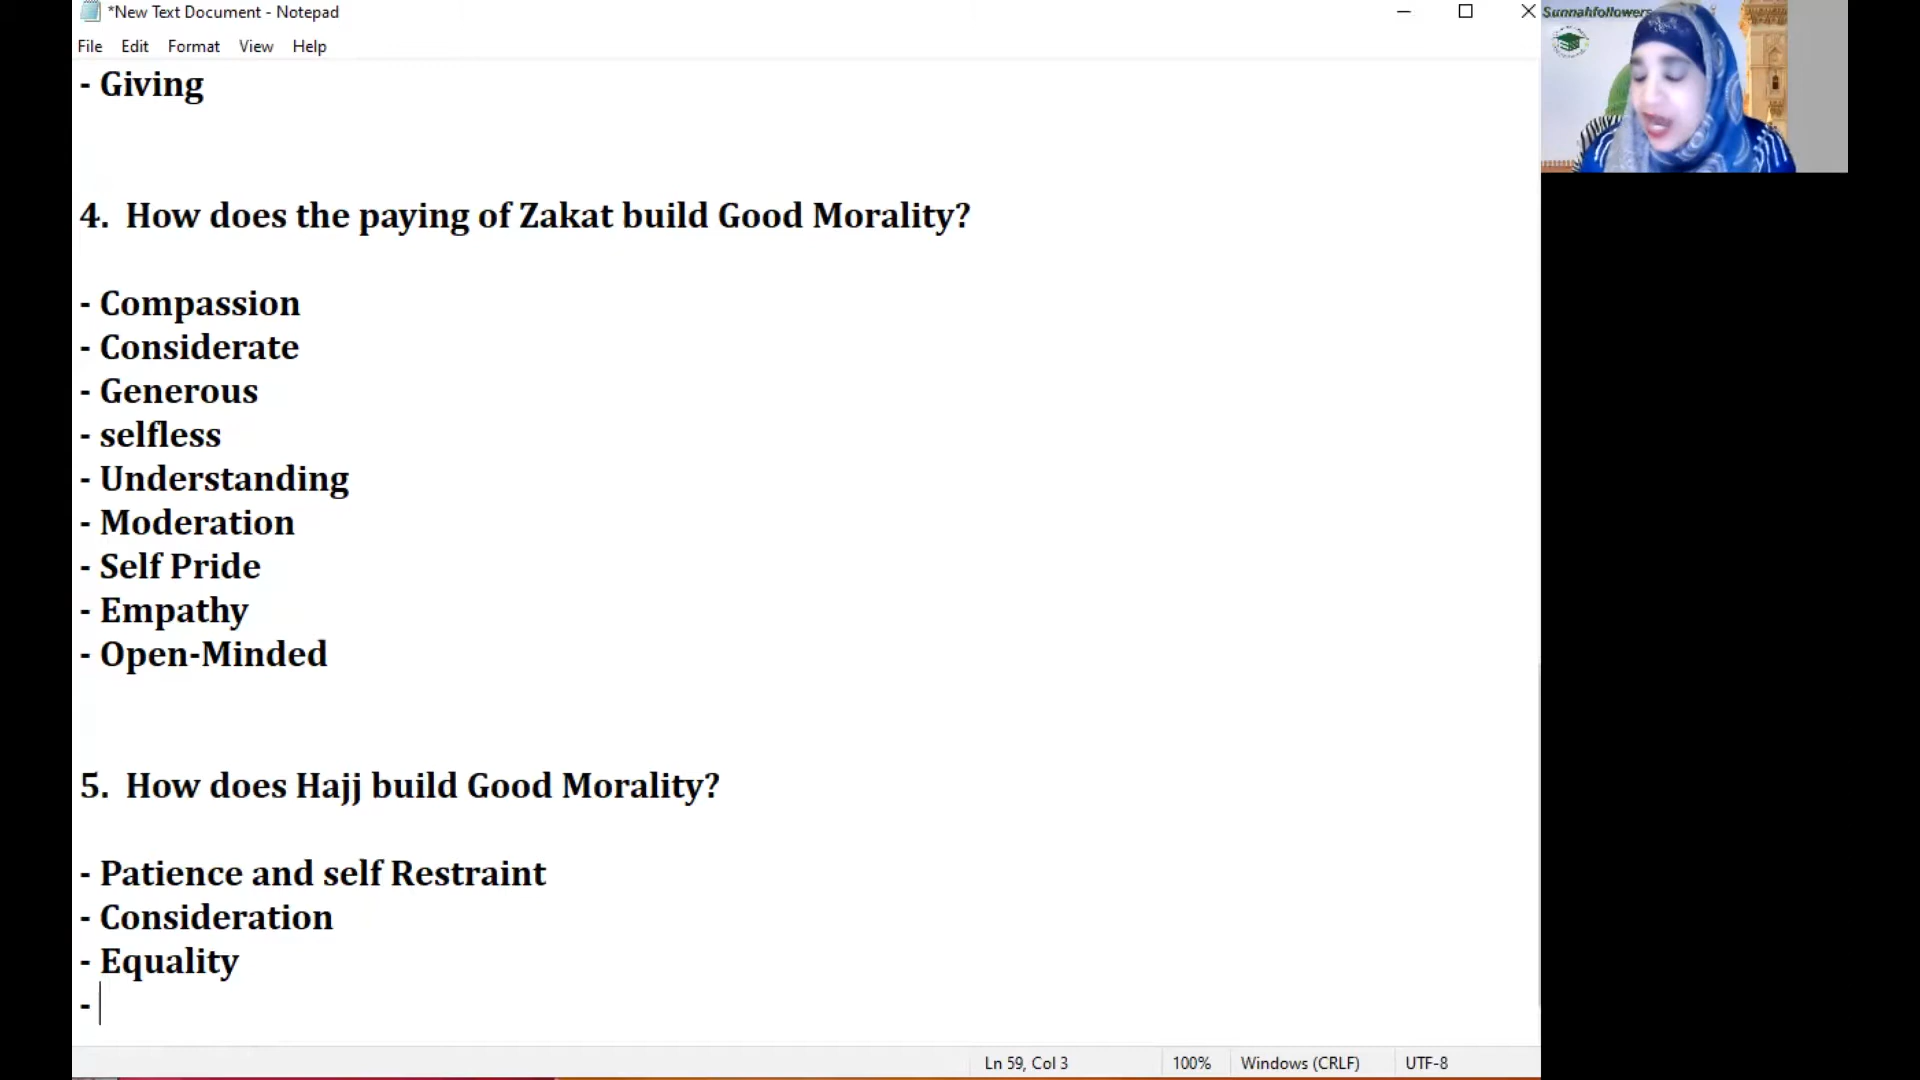 *New Text Document - Notepad
File Edit Format View Help
- Giving
4.  How does the paying of Zakat build Good Morality?
- Compassion
- Considerate
- Generous
- selfless
- Understanding
- Moderation
- Self Pride
- Empathy
- Open-Minded
5.  How does Hajj build Good Morality?
- Patience and self Restraint
- Consideration
- Equality
-
Ln 59, Col 3 100% Windows (CRLF) UTF-8
Sunnahfollowers